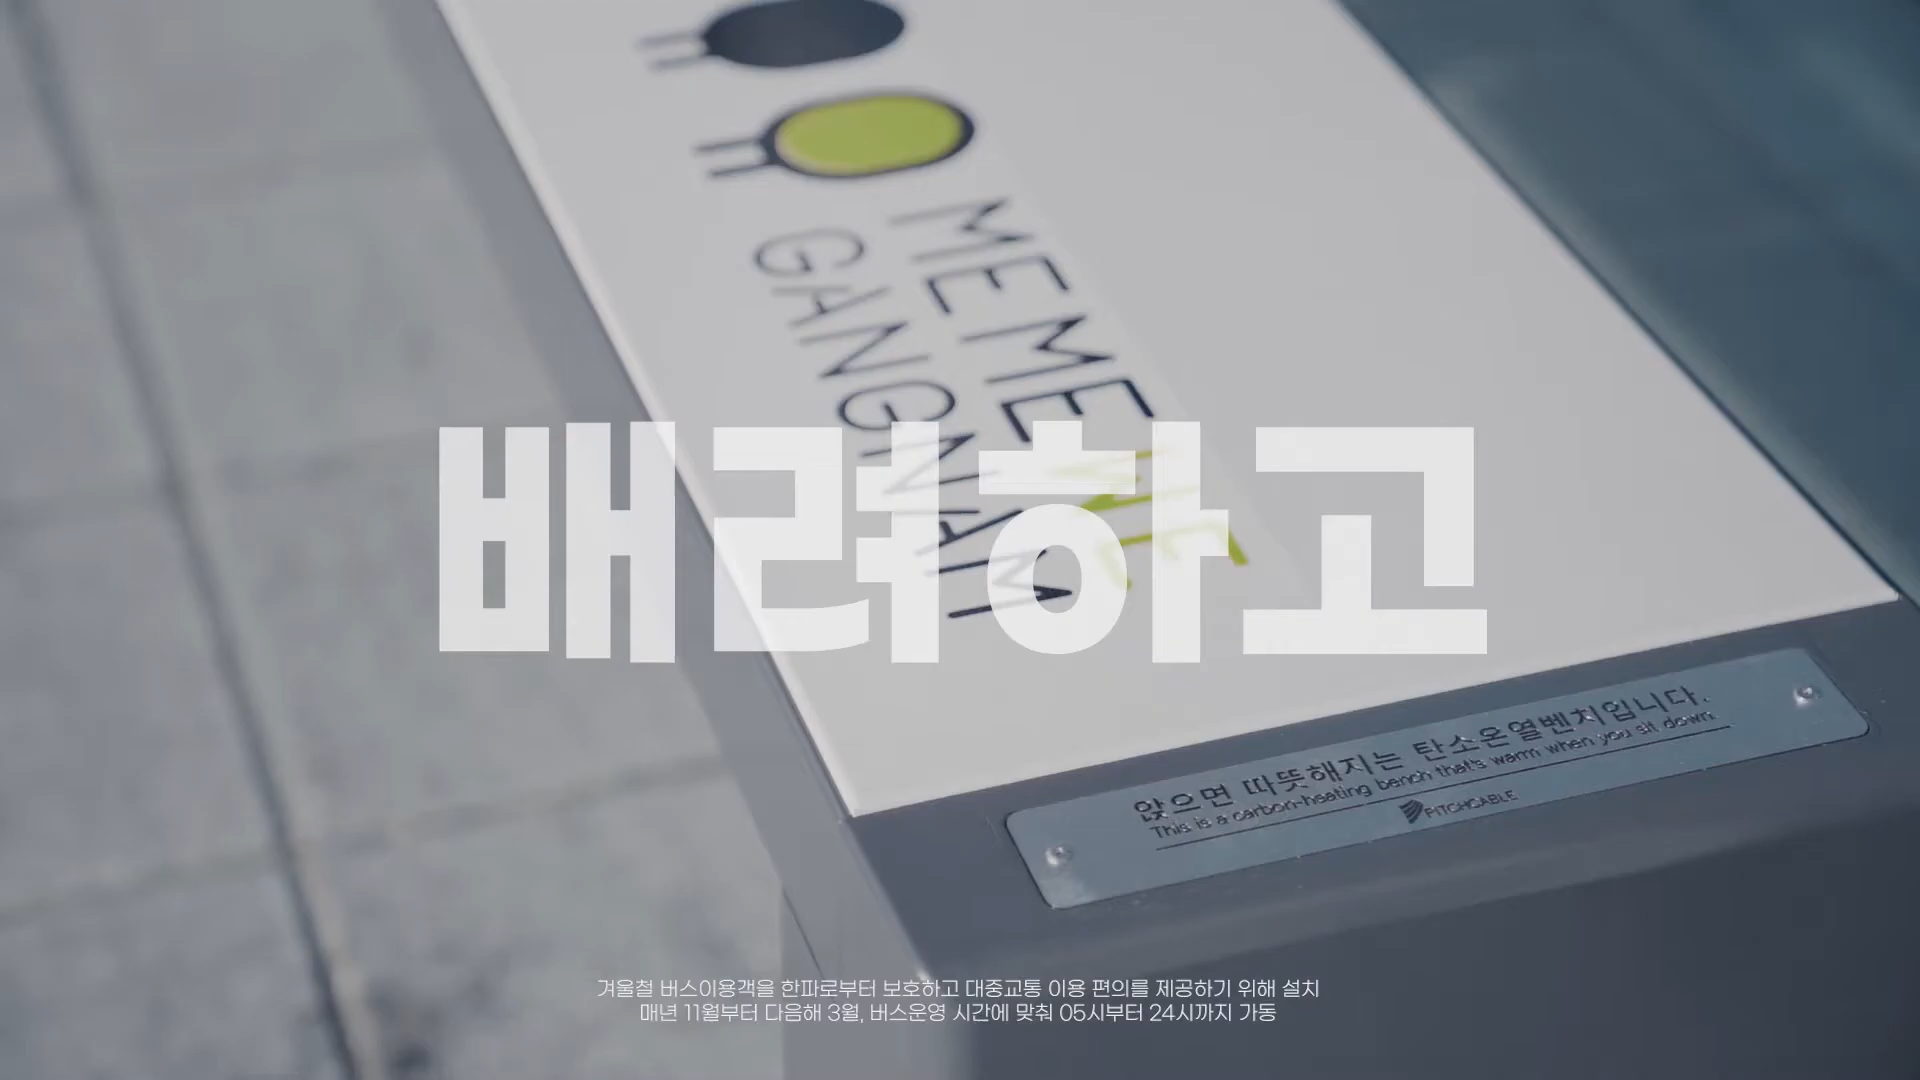 ME ME WE
GANGNAM
배려하고
앉으면 따뜻해지는 탄소온열벤치입니다.
This is a carbon-heating bench that's warm when you sit down.
PITCHCABLE
겨울철 버스이용객을 한파로부터 보호하고 대중교통 이용 편의를 제공하기 위해 설치
매년 11월부터 다음해 3월, 버스운영 시간에 맞춰 05시부터 24시까지 가동